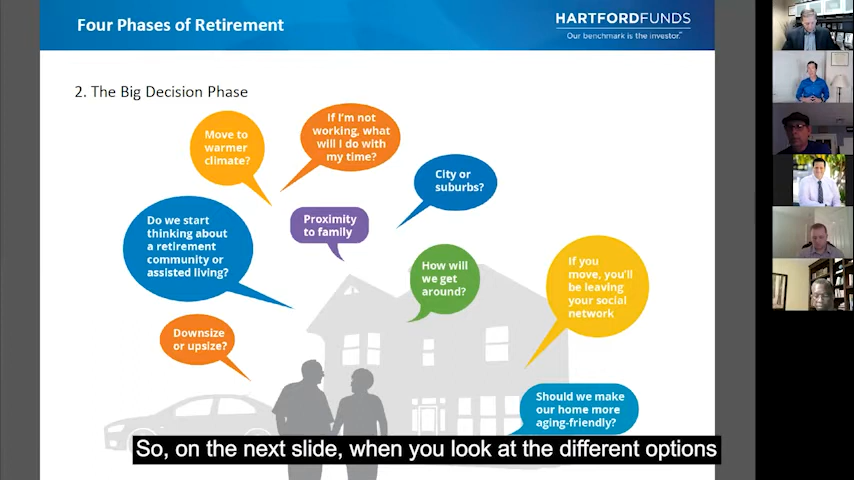 Four Phases of Retirement
HARTFORDFUNDS
Our benchmark is the investor.™
2. The Big Decision Phase
Move to
warmer
climate?
If I'm not
working, what
will I do with
my time?
City or
suburbs?
Do we start
thinking about
a retirement
community or
assisted living?
Proximity
to family
How will
we get
around?
If you
move, you'll
be leaving
your social
network
Downsize
or upsize?
Should we make
our home more
aging-friendly?
So, on the next slide, when you look at the different options